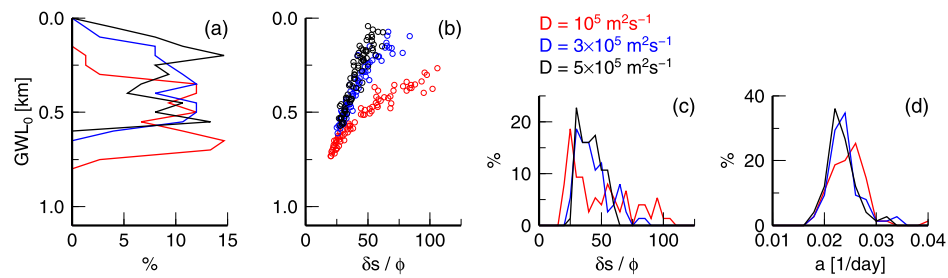 D = 10⁵ m²s⁻¹
D = 3×10⁵ m²s⁻¹
D = 5×10⁵ m²s⁻¹
(a)
0.0
0.5
1.0
GWL₀ [km]
0 5 10 15
%
(b)
0.0
0.5
1.0
0 50 100
δs / ϕ
(c)
20
10
0
%
0 50 100
δs / ϕ
(d)
40
20
0
%
0.01 0.02 0.03 0.04
a [1/day]